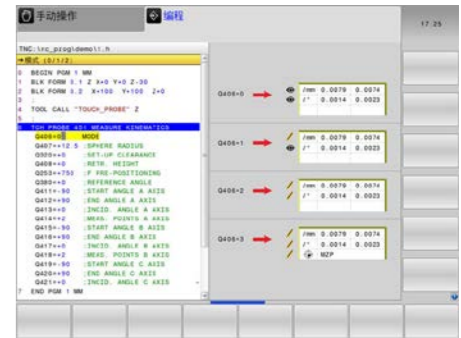 手动操作
编程
17:25
TNC:\nc_prog\demo\1.h
→模式 (0/1/2)
0 BEGIN PGM 1 MM
1 BLK FORM 0.1 Z X+0 Y+0 Z-30
2 BLK FORM 0.2 X+100 Y+100 Z+0
3 ;
4 TOOL CALL "TOUCH_PROBE" Z
5 ;
6 TCH PROBE 451 MEASURE KINEMATICS
Q406=0 MODE
Q407=+12.5 ;SPHERE RADIUS
Q320=+0 ;SET-UP CLEARANCE
Q408=+0 ;RETR. HEIGHT
Q253=+750 ;F PRE-POSITIONING
Q380=+0 ;REFERENCE ANGLE
Q411=-90 ;START ANGLE A AXIS
Q412=+90 ;END ANGLE A AXIS
Q413=+0 ;INCID. ANGLE A AXIS
Q414=+2 ;MEAS. POINTS A AXIS
Q415=-90 ;START ANGLE B AXIS
Q416=+90 ;END ANGLE B AXIS
Q417=+0 ;INCID. ANGLE B AXIS
Q418=+2 ;MEAS. POINTS B AXIS
Q419=-90 ;START ANGLE C AXIS
Q420=+90 ;END ANGLE C AXIS
Q421=+0 ;INCID. ANGLE C AXIS
7 END PGM 1 MM
Q406=0
/mm 0.0079 0.0074
/° 0.0014 0.0023
Q406=1
/mm 0.0079 0.0074
/° 0.0014 0.0023
Q406=2
/mm 0.0079 0.0074
/° 0.0014 0.0023
Q406=3
/mm 0.0079 0.0074
/° 0.0014 0.0023
MZP